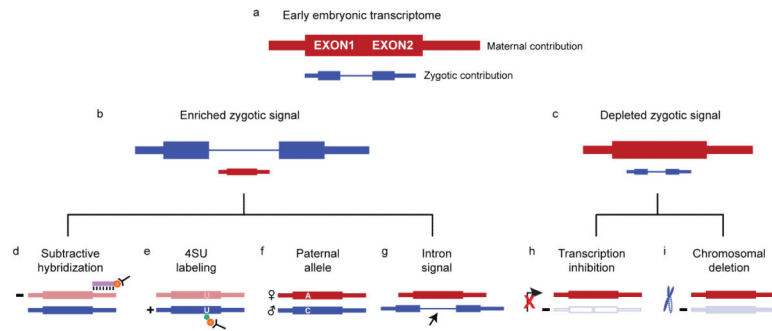 a Early embryonic transcriptome
EXON1 EXON2
Maternal contribution
Zygotic contribution
b Enriched zygotic signal
c Depleted zygotic signal
d Subtractive
hybridization
e 4SU
labeling
f Paternal
allele
g Intron
signal
h Transcription
inhibition
i Chromosomal
deletion
− U
+ U
♀ A
♂ C
X −
−